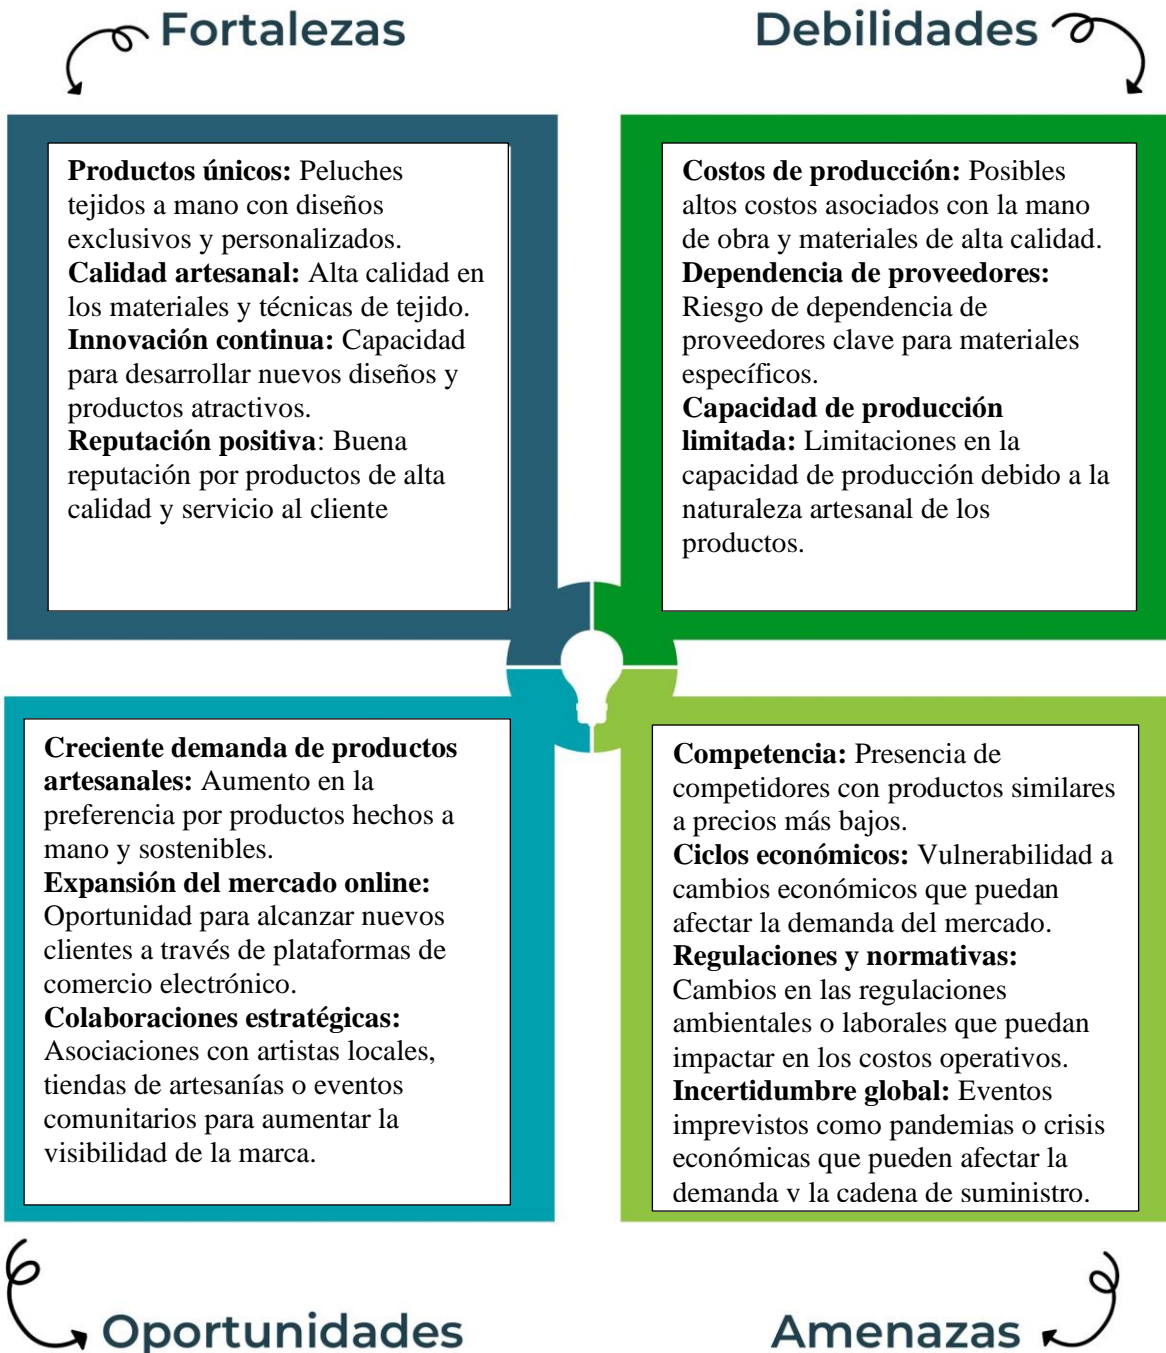 Fortalezas
Debilidades
Productos únicos: Peluches
tejidos a mano con diseños
exclusivos y personalizados.
Calidad artesanal: Alta calidad en
los materiales y técnicas de tejido.
Innovación continua: Capacidad
para desarrollar nuevos diseños y
productos atractivos.
Reputación positiva: Buena
reputación por productos de alta
calidad y servicio al cliente
Costos de producción: Posibles
altos costos asociados con la mano
de obra y materiales de alta calidad.
Dependencia de proveedores:
Riesgo de dependencia de
proveedores clave para materiales
específicos.
Capacidad de producción
limitada: Limitaciones en la
capacidad de producción debido a la
naturaleza artesanal de los
productos.
Creciente demanda de productos
artesanales: Aumento en la
preferencia por productos hechos a
mano y sostenibles.
Expansión del mercado online:
Oportunidad para alcanzar nuevos
clientes a través de plataformas de
comercio electrónico.
Colaboraciones estratégicas:
Asociaciones con artistas locales,
tiendas de artesanías o eventos
comunitarios para aumentar la
visibilidad de la marca.
Competencia: Presencia de
competidores con productos similares
a precios más bajos.
Ciclos económicos: Vulnerabilidad a
cambios económicos que puedan
afectar la demanda del mercado.
Regulaciones y normativas:
Cambios en las regulaciones
ambientales o laborales que puedan
impactar en los costos operativos.
Incertidumbre global: Eventos
imprevistos como pandemias o crisis
económicas que pueden afectar la
demanda y la cadena de suministro.
Oportunidades
Amenazas